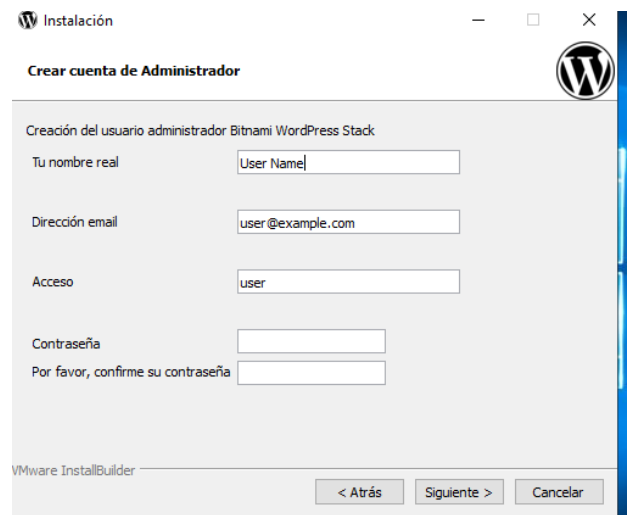 Instalación
Crear cuenta de Administrador
Creación del usuario administrador Bitnami WordPress Stack
Tu nombre real User Name
Dirección email user@example.com
Acceso user
Contraseña
Por favor, confirme su contraseña
VMware InstallBuilder
< Atrás Siguiente > Cancelar